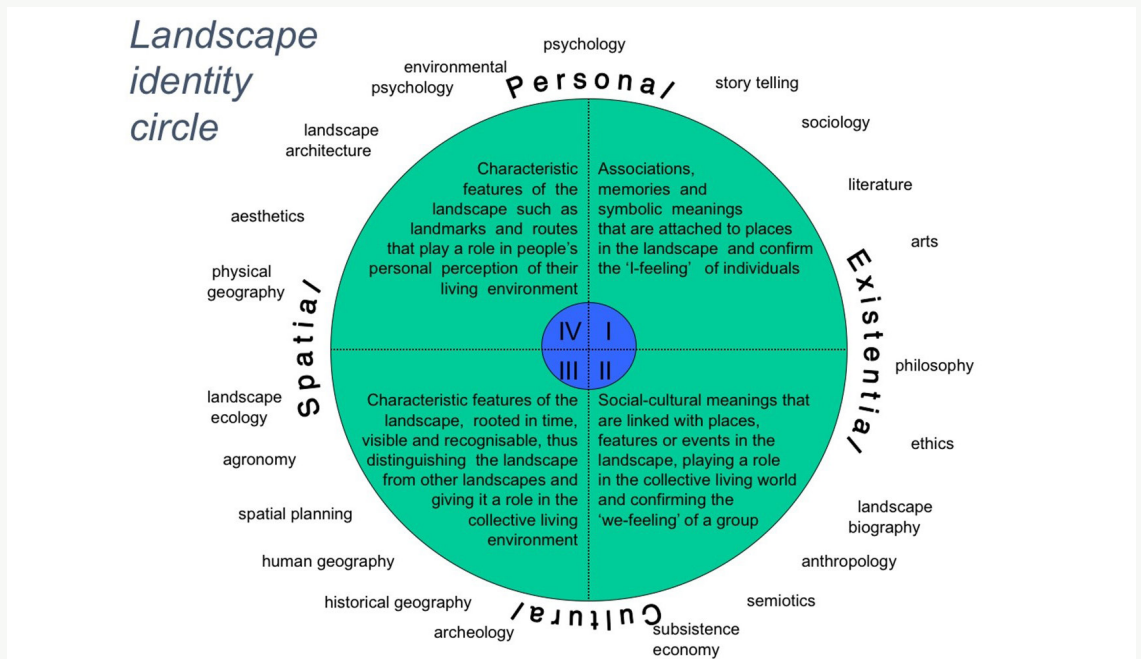 Landscape
identity
circle
psychology
environmental
psychology
Personal
story telling
sociology
landscape
architecture
literature
aesthetics
arts
physical
geography
Spatial
Existential
Characteristic
features of the
landscape such as
landmarks and routes
that play a role in people's
personal perception of their
living environment
Associations,
memories and
symbolic meanings
that are attached to places
in the landscape and confirm
the 'I-feeling' of individuals
IV I
III II
Characteristic features of the
landscape, rooted in time,
visible and recognisable, thus
distinguishing the landscape
from other landscapes and
giving it a role in the
collective living
environment
Social-cultural meanings that
are linked with places,
features or events in the
landscape, playing a role
in the collective living world
and confirming the
'we-feeling' of a group
philosophy
landscape
ecology
ethics
agronomy
spatial planning
landscape
biography
human geography
anthropology
historical geography
semiotics
archeology
Cultural
subsistence
economy